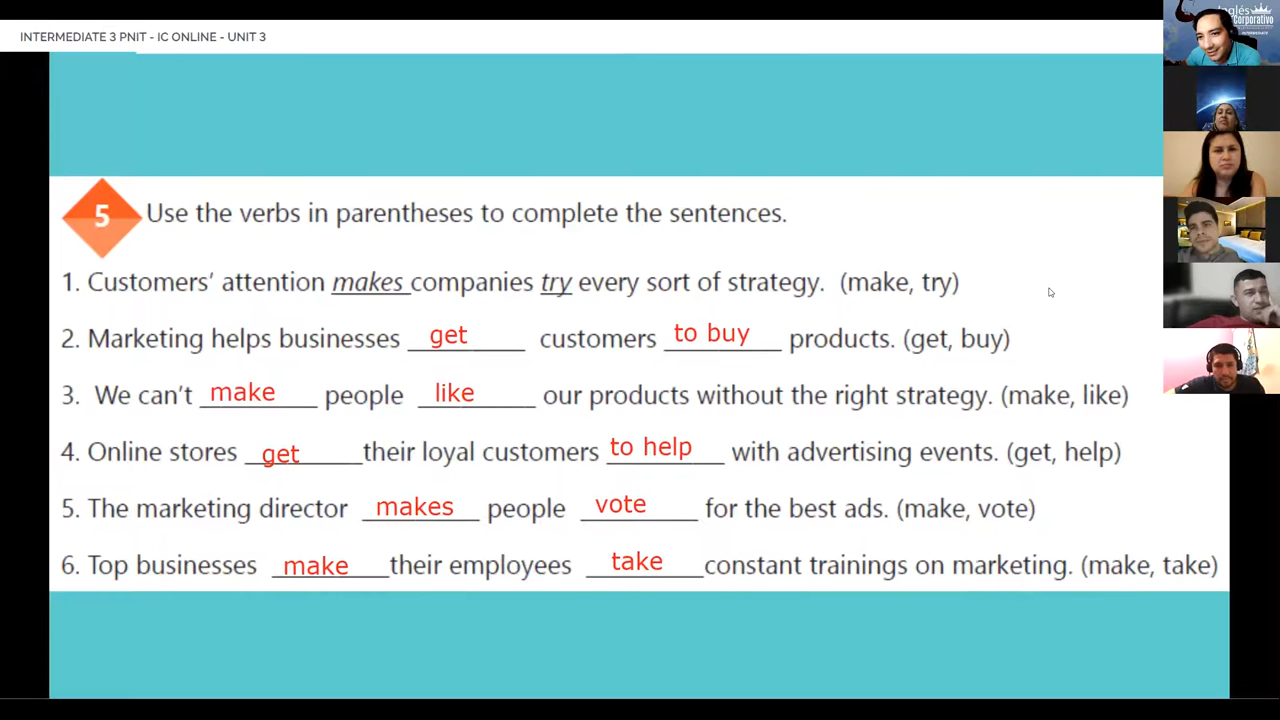 INTERMEDIATE 3 PNIT - IC ONLINE - UNIT 3
Inglés
Corporativo
INTERMEDIATE
5 Use the verbs in parentheses to complete the sentences.
1. Customers' attention makes companies try every sort of strategy. (make, try)
2. Marketing helps businesses get customers to buy products. (get, buy)
3. We can't make people like our products without the right strategy. (make, like)
4. Online stores get their loyal customers to help with advertising events. (get, help)
5. The marketing director makes people vote for the best ads. (make, vote)
6. Top businesses make their employees take constant trainings on marketing. (make, take)